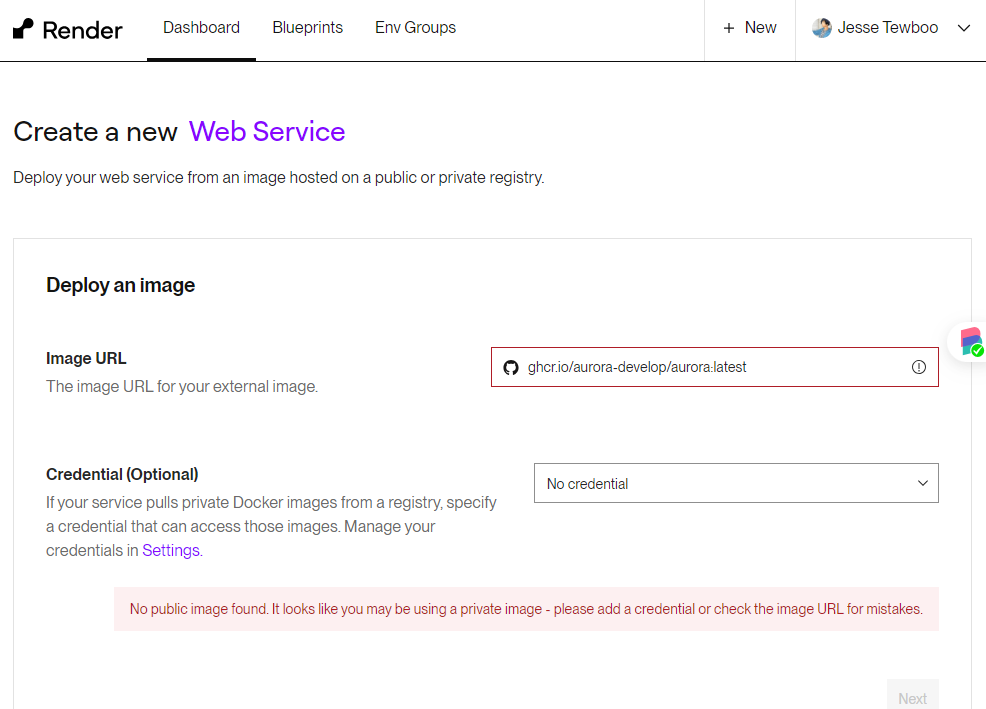 Render Dashboard Blueprints Env Groups + New Jesse Tewboo
Create a new Web Service
Deploy your web service from an image hosted on a public or private registry.
Deploy an image
Image URL
The image URL for your external image.
ghcr.io/aurora-develop/aurora:latest
Credential (Optional)
If your service pulls private Docker images from a registry, specify
a credential that can access those images. Manage your
credentials in Settings.
No credential
No public image found. It looks like you may be using a private image - please add a credential or check the image URL for mistakes.
Next